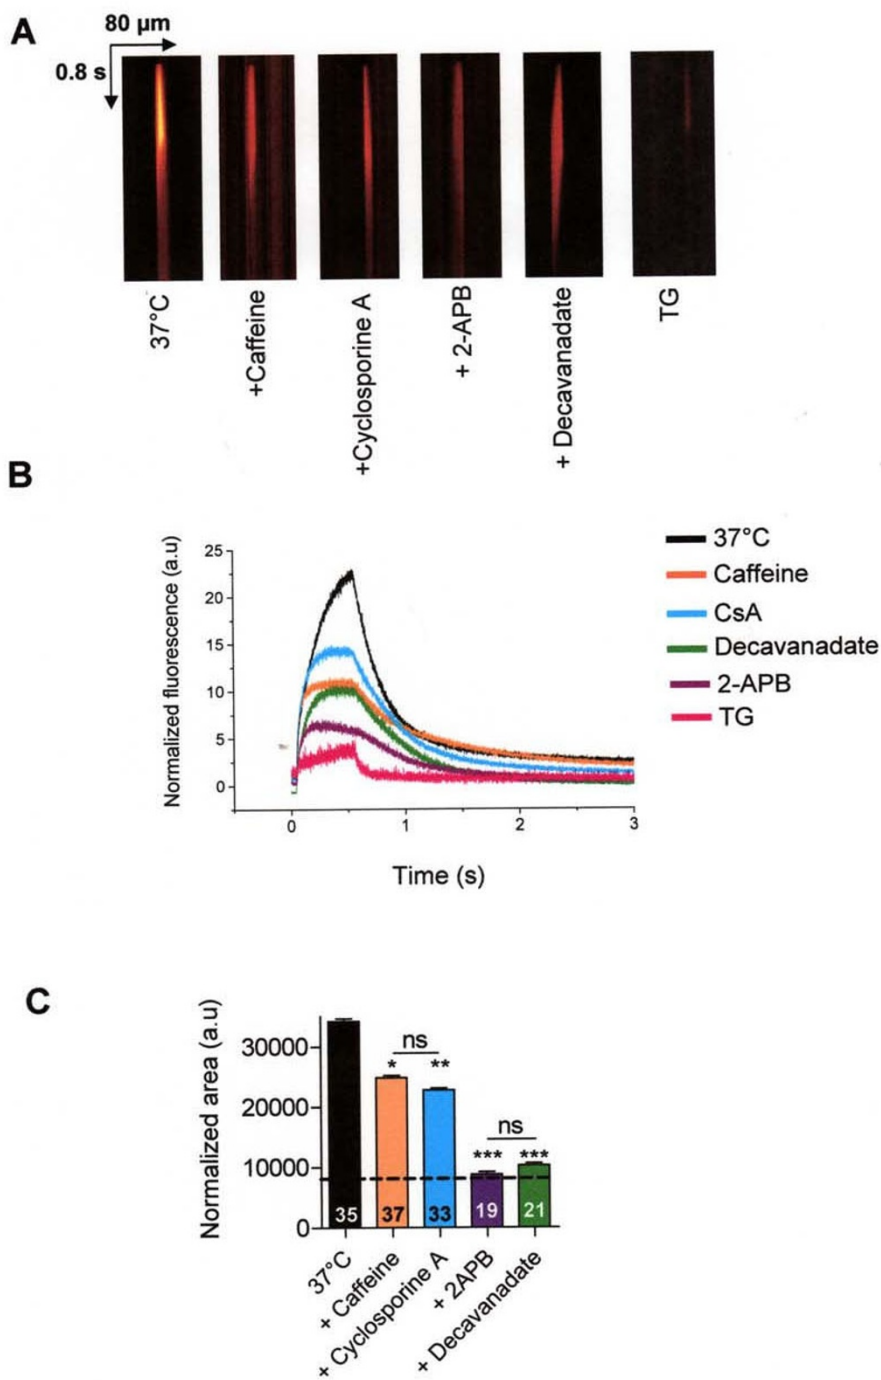 A
80 µm
0.8 s
37°C
+Caffeine
+Cyclosporine A
+ 2-APB
+ Decavanadate
TG
B
Normalized fluorescence (a.u)
25
20
15
10
5
0
0
1
2
3
Time (s)
37°C
Caffeine
CsA
Decavanadate
2-APB
TG
C
Normalized area (a.u)
30000
20000
10000
0
ns
* **
ns
*** ***
35 37 33 19 21
37°C
+ Caffeine
+ Cyclosporine A
+ 2APB
+ Decavanadate